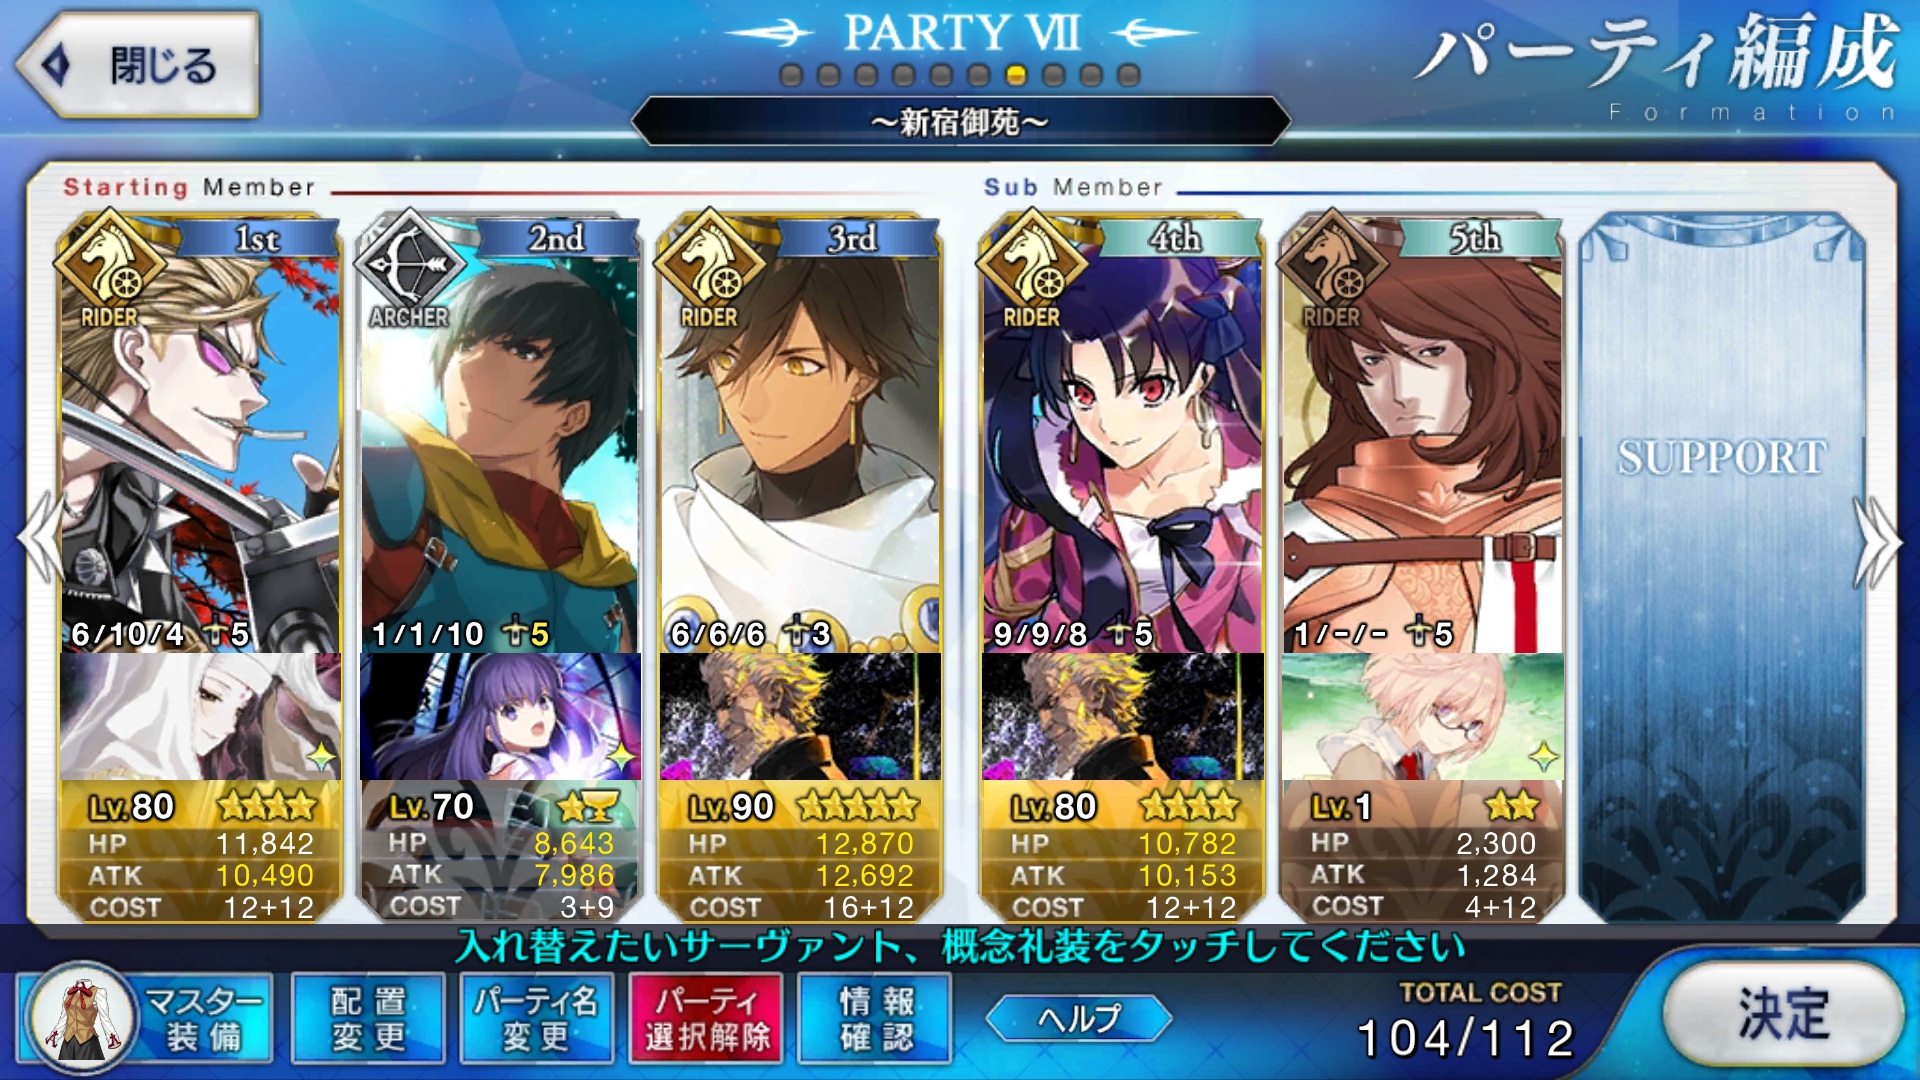 閉じる
PARTY Ⅶ
パーティ編成
Formation
～新宿御苑～
Starting Member
Sub Member
1st
RIDER
6/10/4 5
Lv.80
HP 11,842
ATK 10,490
COST 12+12
2nd
ARCHER
1/1/10 5
Lv.70
HP 8,643
ATK 7,986
COST 3+9
3rd
RIDER
6/6/6 3
Lv.90
HP 12,870
ATK 12,692
COST 16+12
4th
RIDER
9/9/8 5
Lv.80
HP 10,782
ATK 10,153
COST 12+12
5th
RIDER
1/-/- 5
Lv.1
HP 2,300
ATK 1,284
COST 4+12
SUPPORT
入れ替えたいサーヴァント、概念礼装をタッチしてください
マスター
装備
配置
変更
パーティ名
変更
パーティ
選択解除
情報
確認
ヘルプ
TOTAL COST
104/112
決定